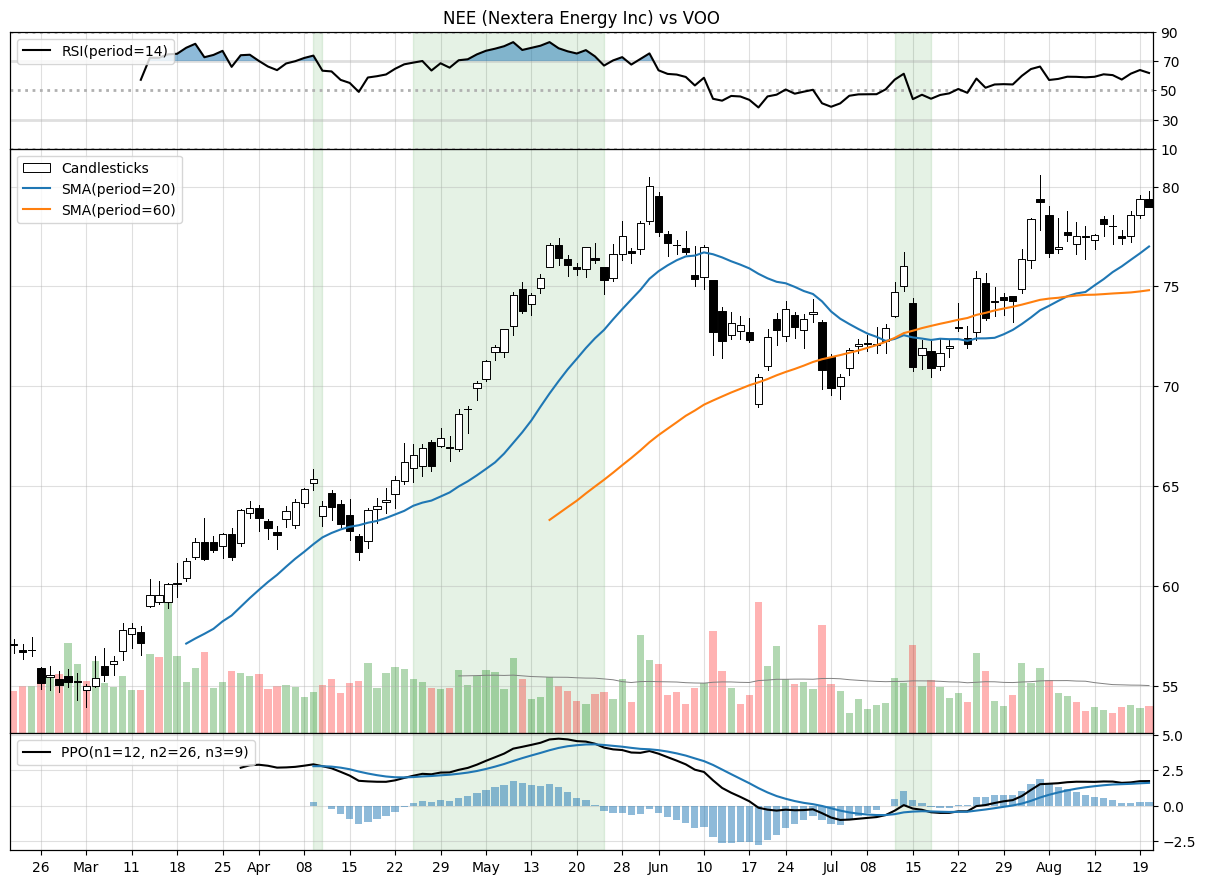 NEE (Nextera Energy Inc) vs VOO
RSI(period=14)
90
70
50
30
10
Candlesticks
SMA(period=20)
SMA(period=60)
80
75
70
65
60
55
PPO(n1=12, n2=26, n3=9)
5.0
2.5
0.0
−2.5
26 Mar 11 18 25 Apr 08 15 22 29 May 13 20 28 Jun 10 17 24 Jul 08 15 22 29 Aug 12 19